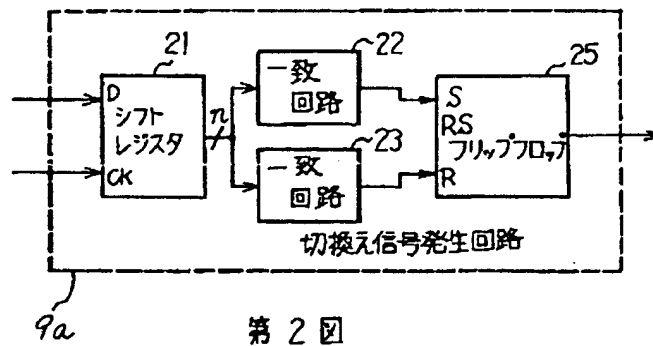 21
22
25
D
シフト
レジスタ
CK
n
一致
回路
23
一致
回路
S
RS
フリップフロップ
R
切換え信号発生回路
9a
第2図